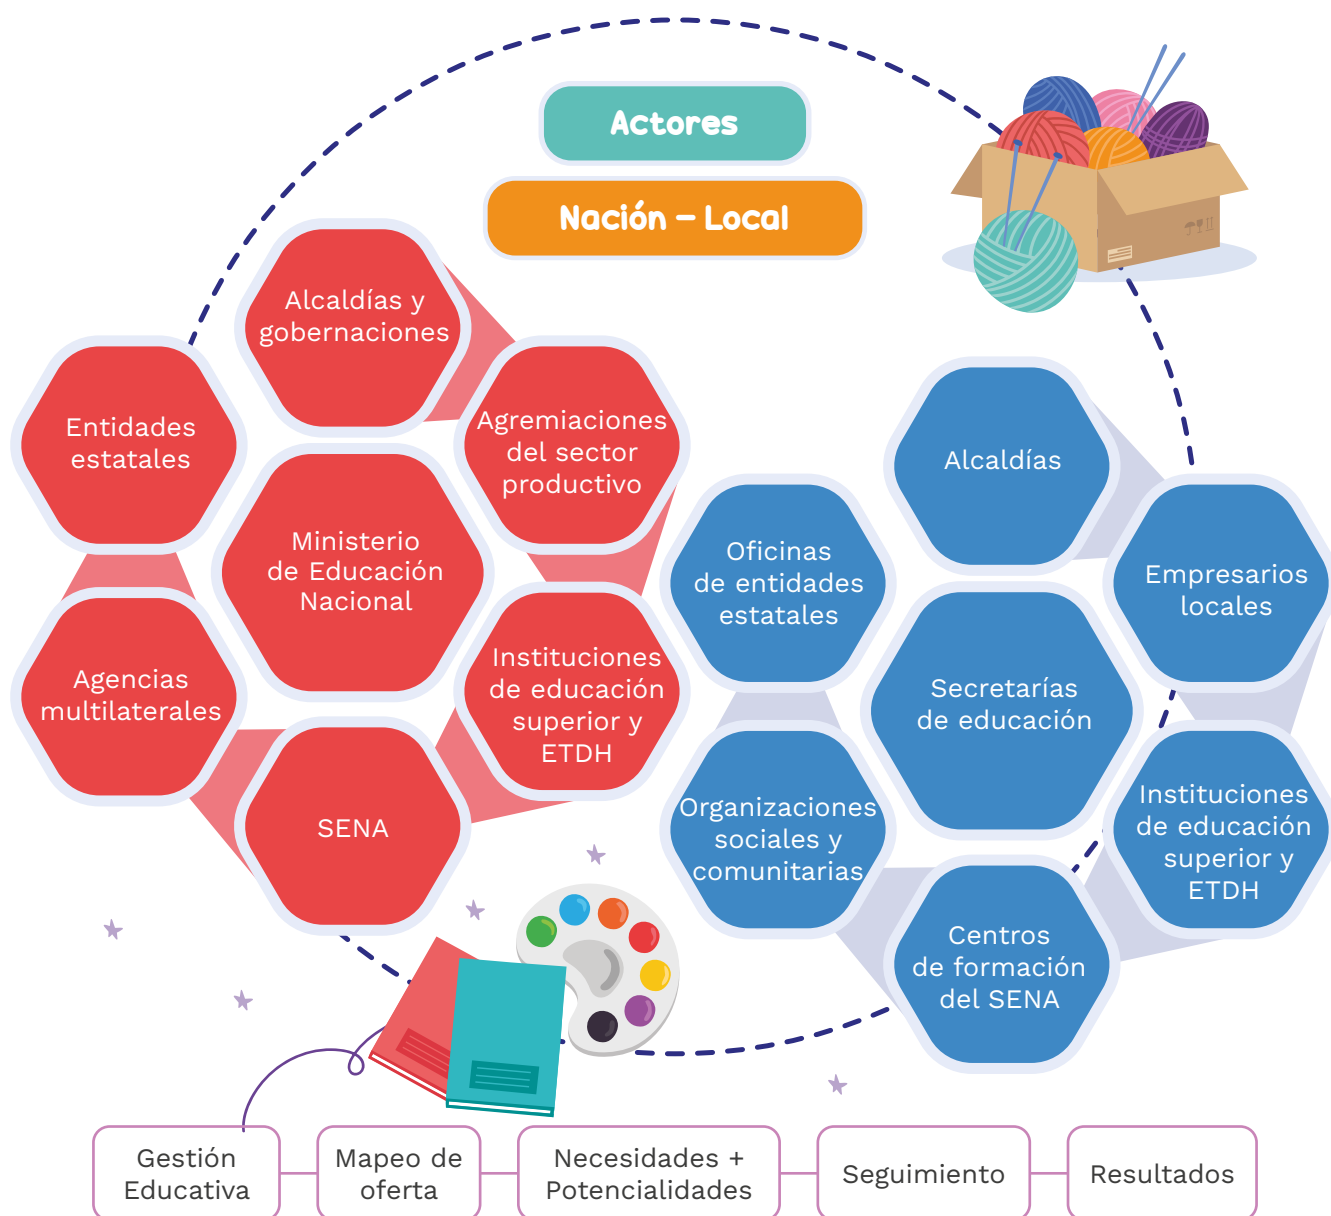 Actores
Nación – Local
Alcaldías y
gobernaciones
Entidades
estatales
Agremiaciones
del sector
productivo
Ministerio
de Educación
Nacional
Agencias
multilaterales
Instituciones
de educación
superior y
ETDH
SENA
Alcaldías
Oficinas
de entidades
estatales
Empresarios
locales
Secretarías
de educación
Organizaciones
sociales y
comunitarias
Instituciones
de educación
superior y
ETDH
Centros
de formación
del SENA
Gestión
Educativa
Mapeo de
oferta
Necesidades +
Potencialidades
Seguimiento
Resultados